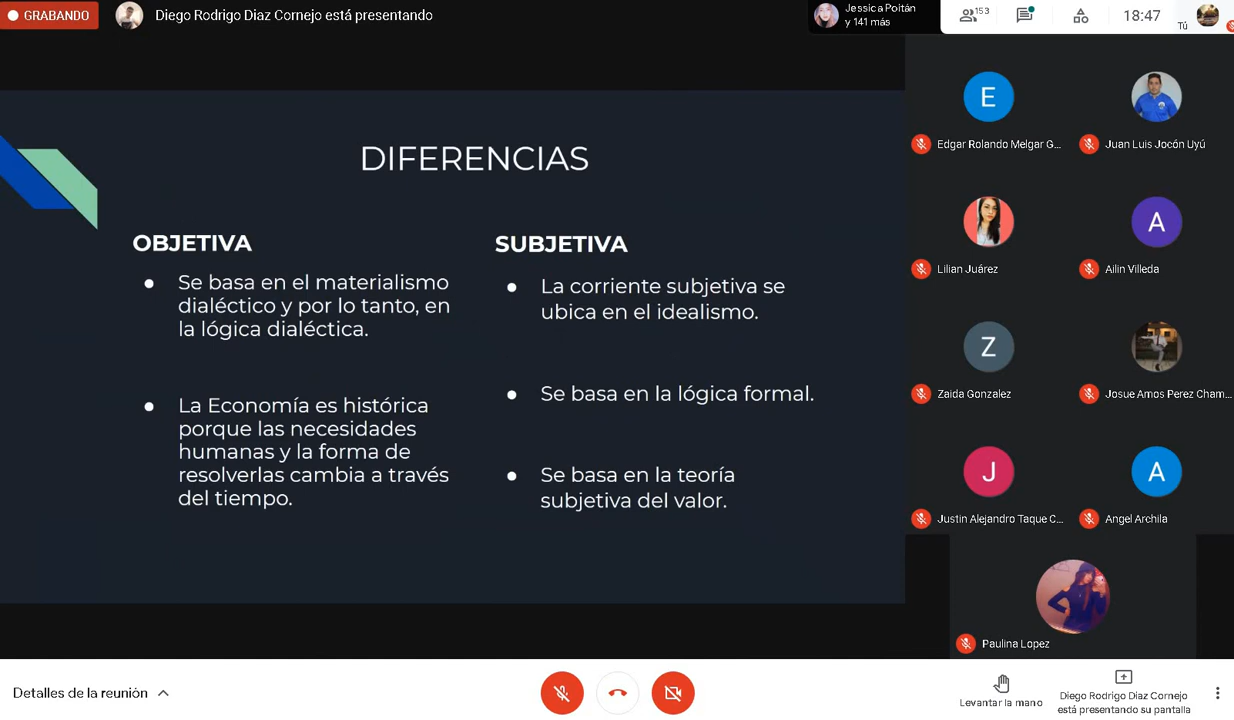 GRABANDO
Diego Rodrigo Diaz Cornejo está presentando
Jessica Poitán
y 141 más
153
18:47
Tú
DIFERENCIAS
OBJETIVA
● Se basa en el materialismo
dialéctico y por lo tanto, en
la lógica dialéctica.
● La Economía es histórica
porque las necesidades
humanas y la forma de
resolverlas cambia a través
del tiempo.
SUBJETIVA
● La corriente subjetiva se
ubica en el idealismo.
● Se basa en la lógica formal.
● Se basa en la teoría
subjetiva del valor.
E
Edgar Rolando Melgar G...
Juan Luis Jocón Uyú
Lilian Juárez
A
Ailin Villeda
Z
Zaida Gonzalez
Josue Amos Perez Cham...
J
Justin Alejandro Taque C...
A
Angel Archila
Paulina Lopez
Detalles de la reunión
Levantar la mano
Diego Rodrigo Diaz Cornejo
está presentando su pantalla